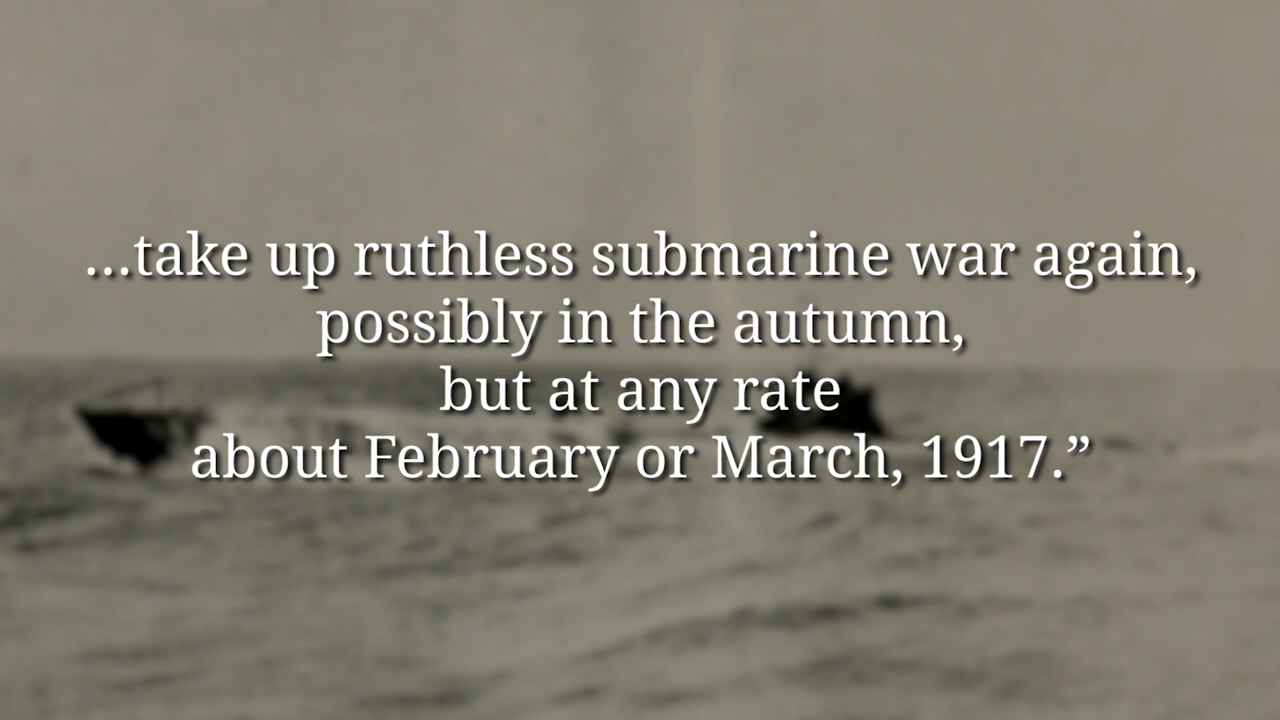 …take up ruthless submarine war again,
possibly in the autumn,
but at any rate
about February or March, 1917.”